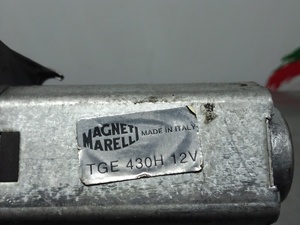 MAGNETI
MARELLI
MADE IN ITALY
TGE 430H 12V